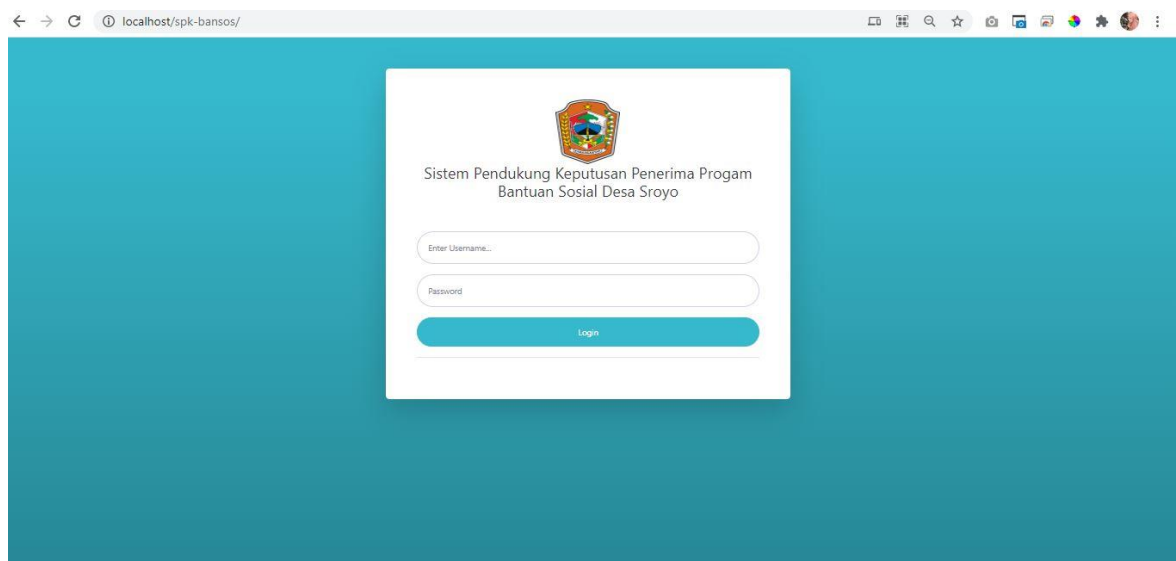 localhost/spk-bansos/
Sistem Pendukung Keputusan Penerima Progam
Bantuan Sosial Desa Sroyo
Enter Username...
Password
Login